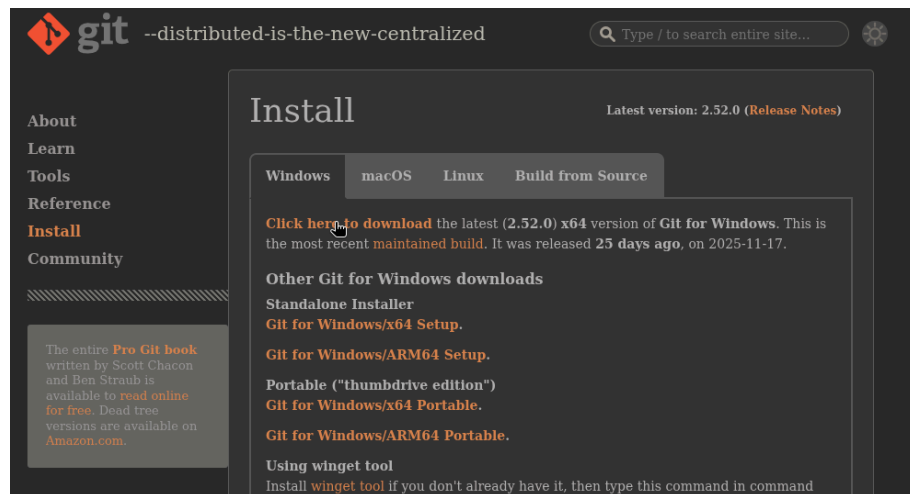 git --distributed-is-the-new-centralized
Type / to search entire site...
About
Learn
Tools
Reference
Install
Community
The entire Pro Git book
written by Scott Chacon
and Ben Straub is
available to read online
for free. Dead tree
versions are available on
Amazon.com.
Install
Latest version: 2.52.0 (Release Notes)
Windows macOS Linux Build from Source
Click here to download the latest (2.52.0) x64 version of Git for Windows. This is
the most recent maintained build. It was released 25 days ago, on 2025-11-17.
Other Git for Windows downloads
Standalone Installer
Git for Windows/x64 Setup.
Git for Windows/ARM64 Setup.
Portable ("thumbdrive edition")
Git for Windows/x64 Portable.
Git for Windows/ARM64 Portable.
Using winget tool
Install winget tool if you don't already have it, then type this command in command